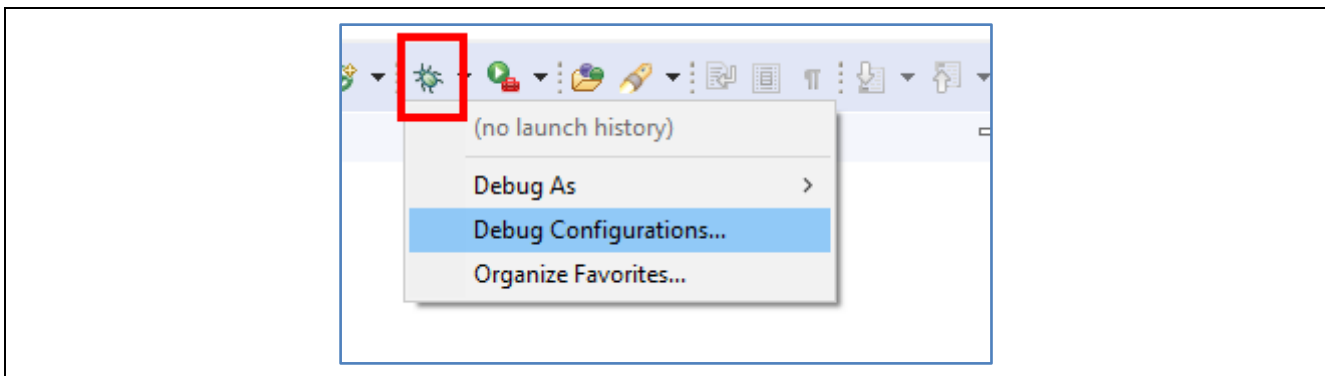 (no launch history)
Debug As
Debug Configurations...
Organize Favorites...